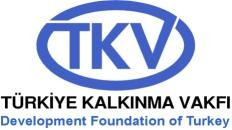 TKV
TÜRKİYE KALKINMA VAKFI
Development Foundation of Turkey